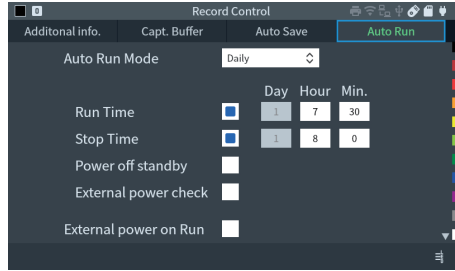 0 Record Control
Additonal info. Capt. Buffer Auto Save Auto Run
Auto Run Mode Daily
Day Hour Min.
Run Time 1 7 30
Stop Time 1 8 0
Power off standby
External power check
External power on Run